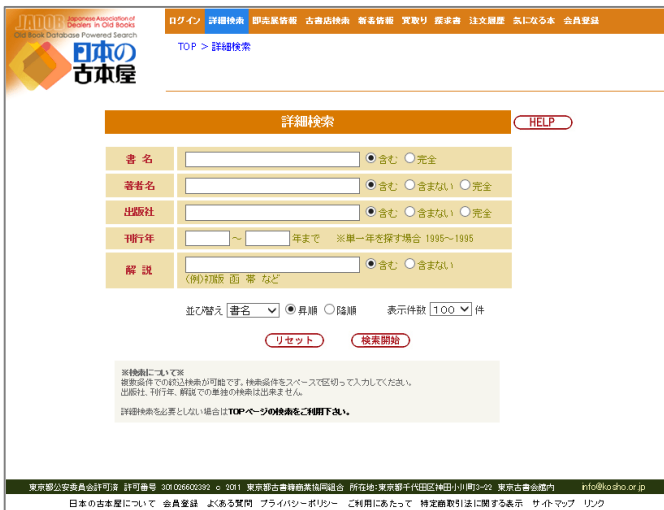 JADOB Japanese Association of Dealers in Old Books
Old Book Database Powered Search
日本の
古本屋
ログイン 詳細検索 即売展情報 古書店検索 新着情報 買取り 探求書 注文履歴 気になる本 会員登録
TOP > 詳細検索
詳細検索 HELP
書 名 含む 完全
著者名 含む 含まない 完全
出版社 含む 含まない 完全
刊行年 ～ 年まで ※単一年を探す場合 1995～1995
解 説 含む 含まない
(例)初版 函 帯 など
並び替え 書名 昇順 降順 表示件数 100 件
リセット 検索開始
※検索について※
複数条件での絞込検索が可能です。検索条件をスペースで区切って入力してください。
出版社、刊行年、解説での単独の検索は出来ません。
詳細検索を必要としない場合はTOPページの検索をご利用下さい。
東京都公安委員会許可済 許可番号 301026602392 c 2011 東京都古書籍商業協同組合 所在地:東京都千代田区神田小川町3-22 東京古書会館内 info@kosho.or.jp
日本の古本屋について 会員登録 よくある質問 プライバシーポリシー ご利用にあたって 特定商取引法に関する表示 サイトマップ リンク